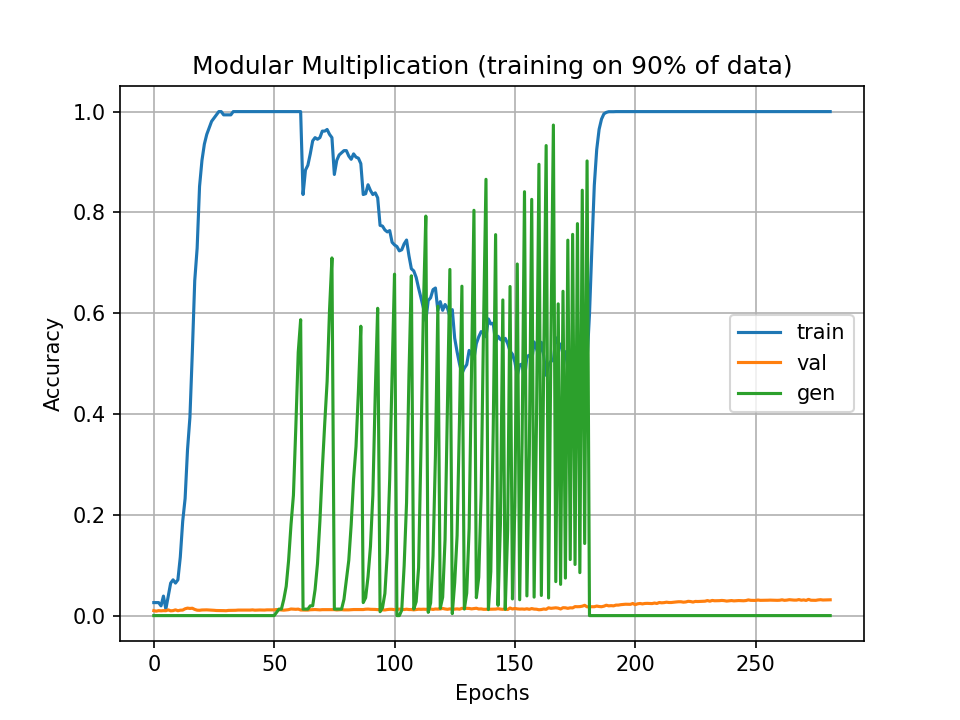 Modular Multiplication (training on 90% of data)
1.0
0.8
0.6
0.4
0.2
0.0
Accuracy
train
val
gen
0 50 100 150 200 250
Epochs